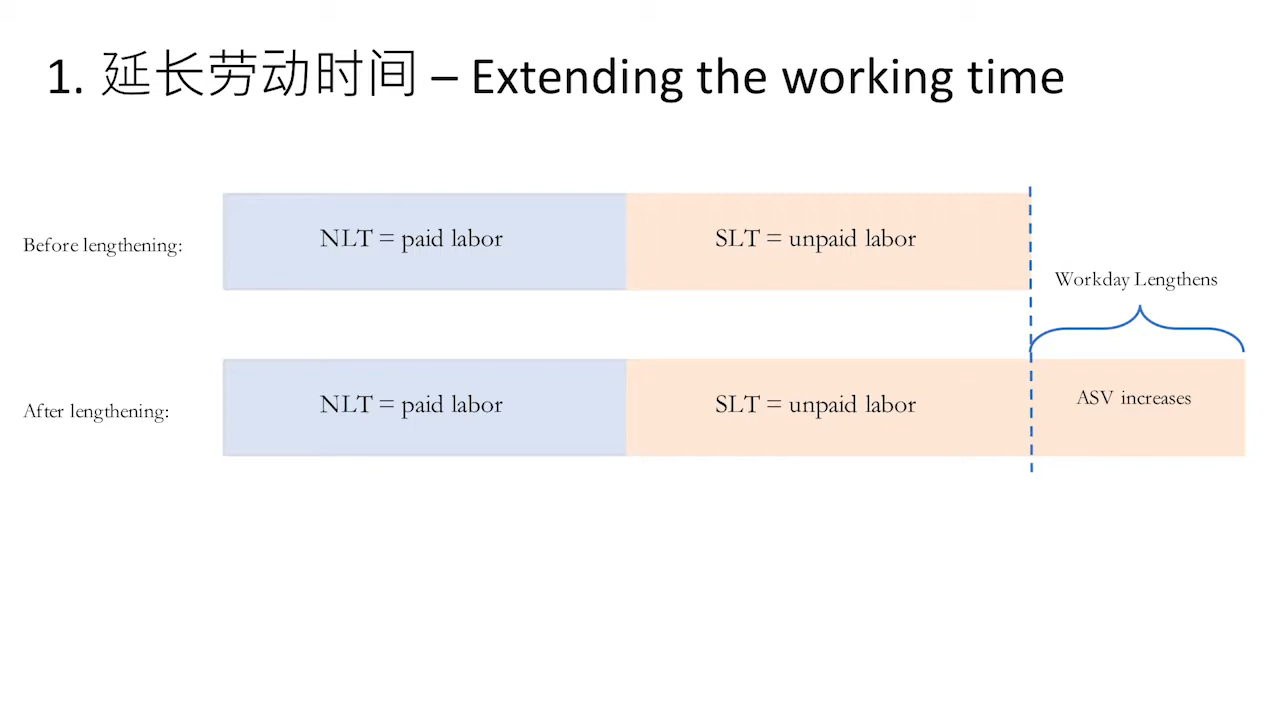 1. 延长劳动时间 – Extending the working time
Before lengthening:
NLT = paid labor
SLT = unpaid labor
Workday Lengthens
After lengthening:
NLT = paid labor
SLT = unpaid labor
ASV increases